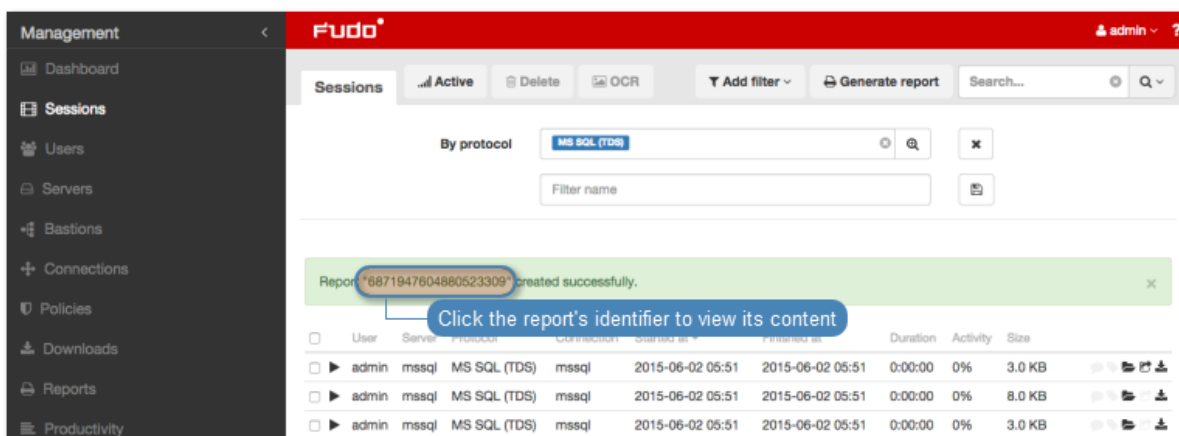 Management
Dashboard
Sessions
Users
Servers
Bastions
Connections
Policies
Downloads
Reports
Productivity
FUDO
admin ?
Sessions Active Delete OCR Add filter Generate report Search...
By protocol MS SQL (TDS)
Filter name
Report "6871947604880523309" created successfully.
Click the report's identifier to view its content
User Server Protocol Connection Started at Finished at Duration Activity Size
admin mssql MS SQL (TDS) mssql 2015-06-02 05:51 2015-06-02 05:51 0:00:00 0% 3.0 KB
admin mssql MS SQL (TDS) mssql 2015-06-02 05:51 2015-06-02 05:51 0:00:00 0% 8.0 KB
admin mssql MS SQL (TDS) mssql 2015-06-02 05:51 2015-06-02 05:51 0:00:00 0% 3.0 KB